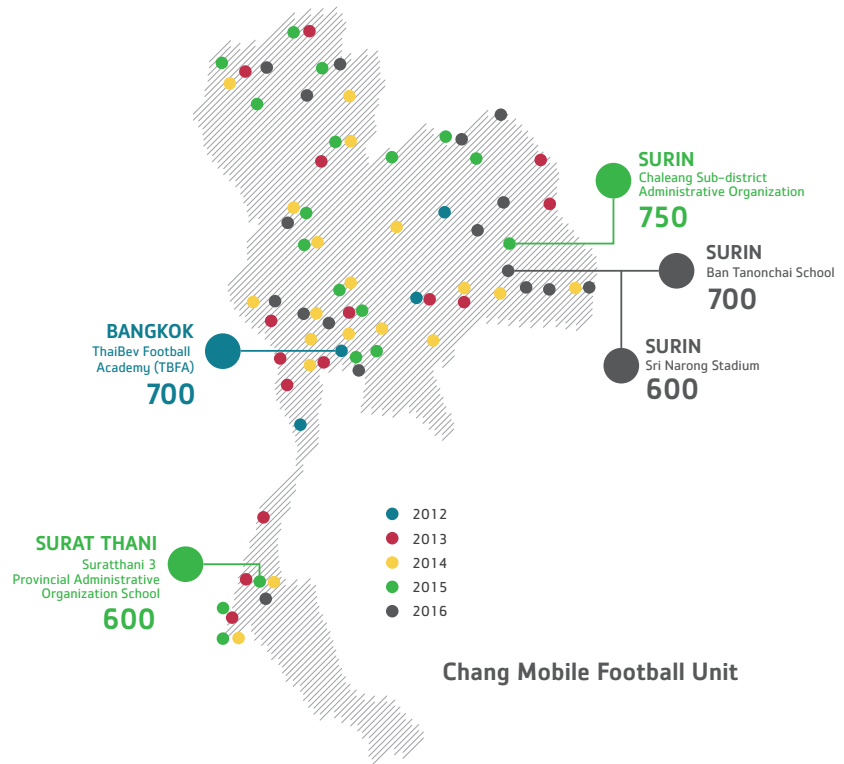 SURIN
Chaleang Sub-district
Administrative Organization
750
SURIN
Ban Tanonchai School
700
BANGKOK
ThaiBev Football
Academy (TBFA)
700
SURIN
Sri Narong Stadium
600
2012
2013
2014
2015
2016
SURAT THANI
Suratthani 3
Provincial Administrative
Organization School
600
Chang Mobile Football Unit